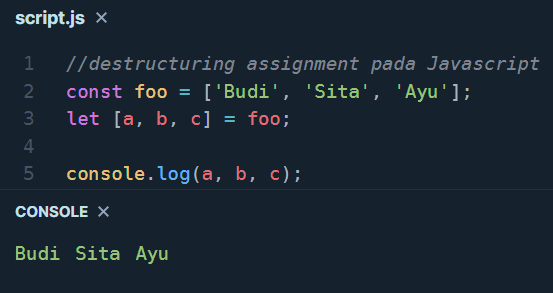 script.js ×
1 //destructuring assignment pada Javascript
2 const foo = ['Budi', 'Sita', 'Ayu'];
3 let [a, b, c] = foo;
4
5 console.log(a, b, c);
CONSOLE ×
Budi Sita Ayu